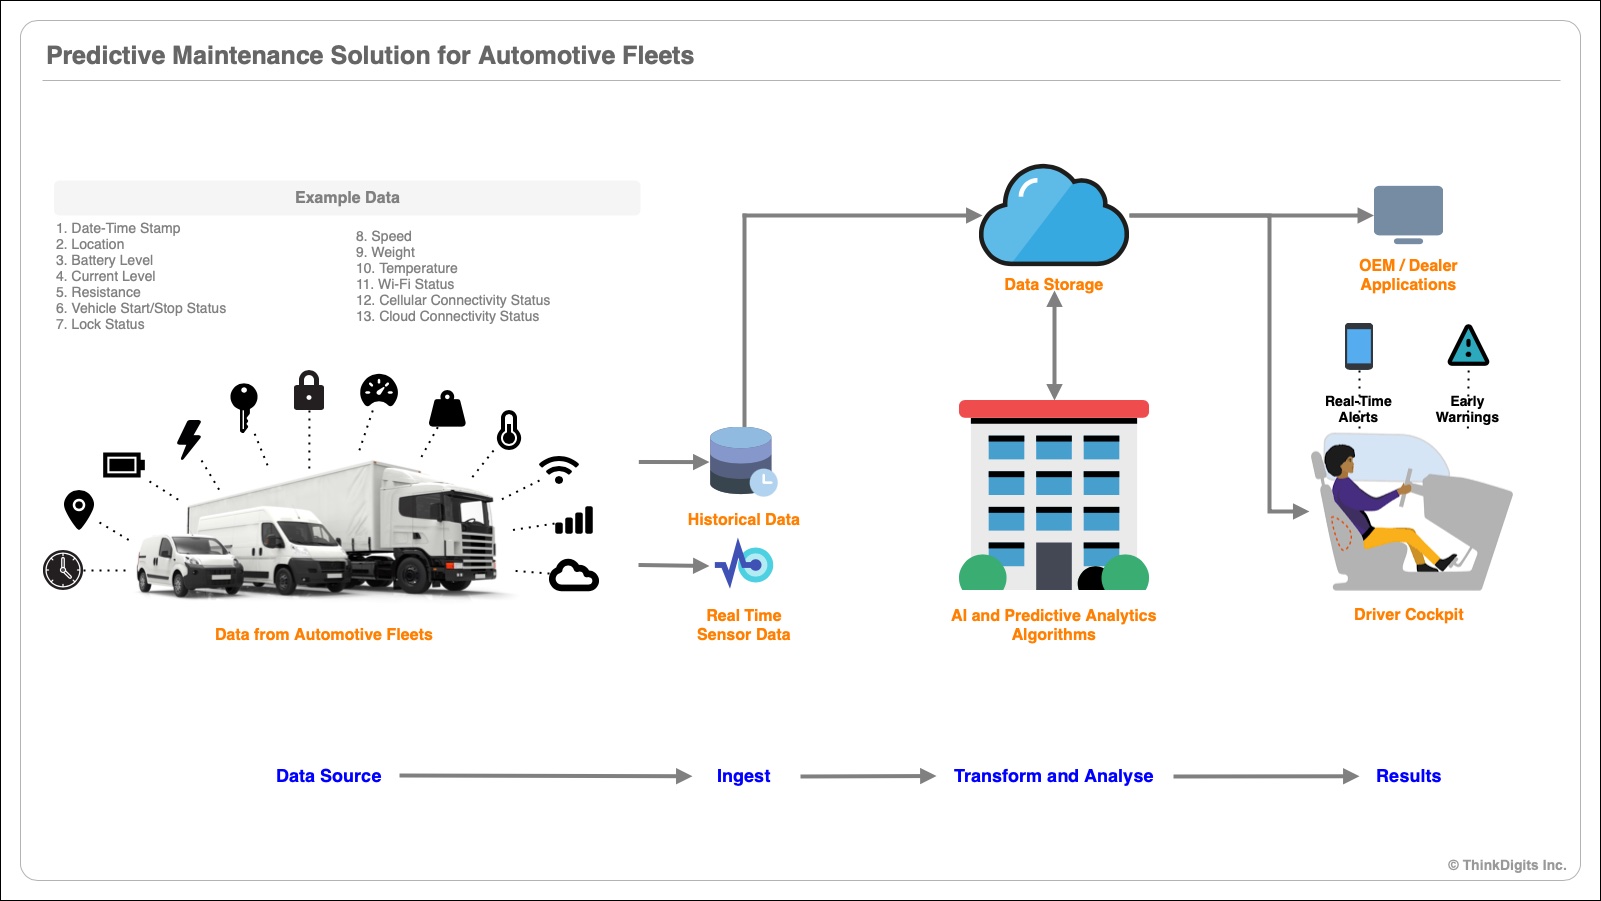 Predictive Maintenance Solution for Automotive Fleets
Example Data
1. Date-Time Stamp
2. Location
3. Battery Level
4. Current Level
5. Resistance
6. Vehicle Start/Stop Status
7. Lock Status
8. Speed
9. Weight
10. Temperature
11. Wi-Fi Status
12. Cellular Connectivity Status
13. Cloud Connectivity Status
Data from Automotive Fleets
Historical Data
Real Time
Sensor Data
Data Storage
AI and Predictive Analytics
Algorithms
OEM / Dealer
Applications
Real-Time
Alerts
Early
Warnings
Driver Cockpit
Data Source
Ingest
Transform and Analyse
Results
© ThinkDigits Inc.